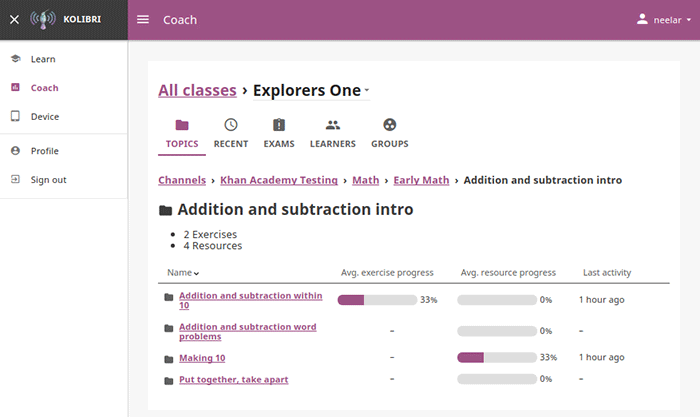 KOLIBRI
Coach
neelar
Learn
Coach
Device
Profile
Sign out
All classes › Explorers One
TOPICS RECENT EXAMS LEARNERS GROUPS
Channels › Khan Academy Testing › Math › Early Math › Addition and subtraction intro
Addition and subtraction intro
• 2 Exercises
• 4 Resources
Name Avg. exercise progress Avg. resource progress Last activity
Addition and subtraction within 33% 0% 1 hour ago
10
Addition and subtraction word – 0% –
problems
Making 10 – 33% 1 hour ago
Put together, take apart – 0% –